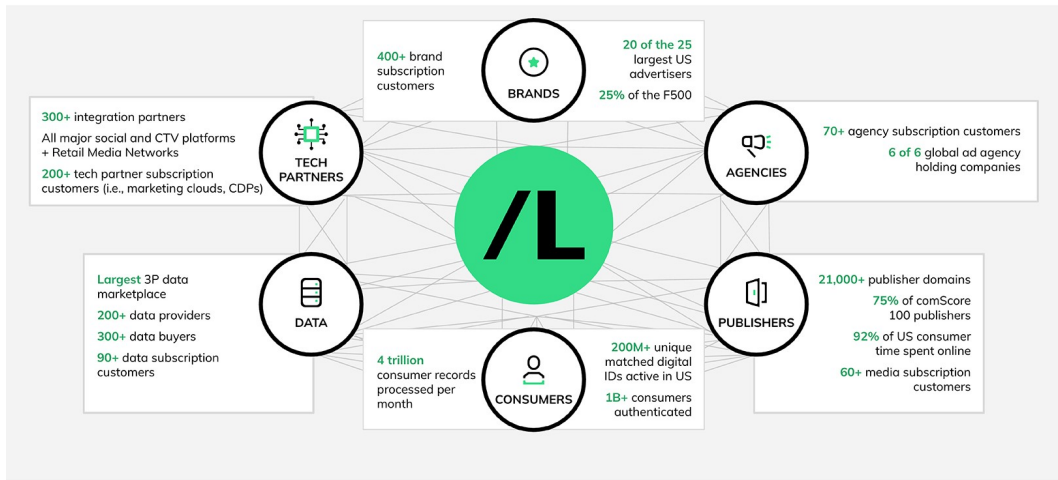 400+ brand
subscription
customers
BRANDS
20 of the 25
largest US
advertisers
25% of the F500
300+ integration partners
All major social and CTV platforms
+ Retail Media Networks
200+ tech partner subscription
customers (i.e., marketing clouds, CDPs)
TECH
PARTNERS
AGENCIES
70+ agency subscription customers
6 of 6 global ad agency
holding companies
/L
Largest 3P data
marketplace
200+ data providers
300+ data buyers
90+ data subscription
customers
DATA
PUBLISHERS
21,000+ publisher domains
75% of comScore
100 publishers
92% of US consumer
time spent online
60+ media subscription
customers
4 trillion
consumer records
processed per
month
CONSUMERS
200M+ unique
matched digital
IDs active in US
1B+ consumers
authenticated